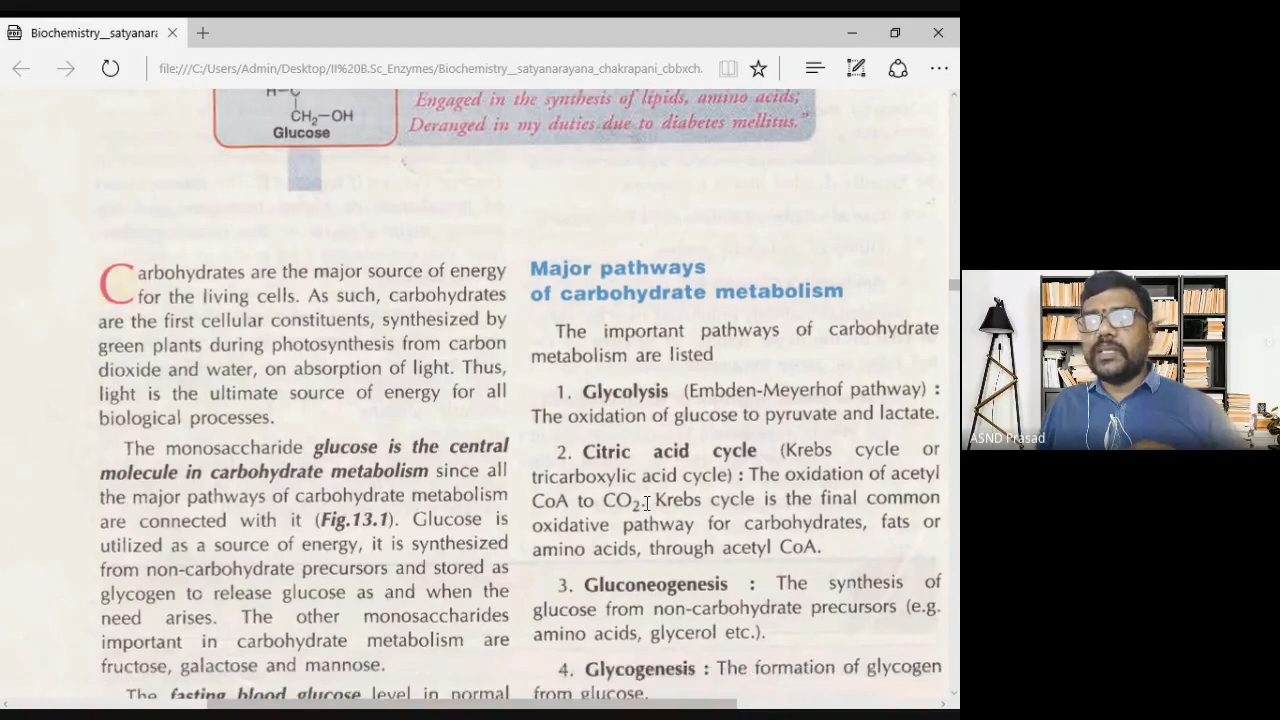 Biochemistry__satyanara
file:///C:/Users/Admin/Desktop/II%20B.Sc_Enzymes/Biochemistry__satyanarayana_chakrapani_cbbxch.
H–C
CH2–OH
Glucose
Engaged in the synthesis of lipids, amino acids;
Deranged in my duties due to diabetes mellitus."
Carbohydrates are the major source of energy
for the living cells. As such, carbohydrates
are the first cellular constituents, synthesized by
green plants during photosynthesis from carbon
dioxide and water, on absorption of light. Thus,
light is the ultimate source of energy for all
biological processes.
The monosaccharide glucose is the central
molecule in carbohydrate metabolism since all
the major pathways of carbohydrate metabolism
are connected with it (Fig.13.1). Glucose is
utilized as a source of energy, it is synthesized
from non-carbohydrate precursors and stored as
glycogen to release glucose as and when the
need arises. The other monosaccharides
important in carbohydrate metabolism are
fructose, galactose and mannose.
The fasting blood glucose level in normal
Major pathways
of carbohydrate metabolism
The important pathways of carbohydrate
metabolism are listed
1. Glycolysis (Embden-Meyerhof pathway) :
The oxidation of glucose to pyruvate and lactate.
2. Citric acid cycle (Krebs cycle or
tricarboxylic acid cycle) : The oxidation of acetyl
CoA to CO2. Krebs cycle is the final common
oxidative pathway for carbohydrates, fats or
amino acids, through acetyl CoA.
3. Gluconeogenesis : The synthesis of
glucose from non-carbohydrate precursors (e.g.
amino acids, glycerol etc.).
4. Glycogenesis : The formation of glycogen
from glucose.
ASND Prasad